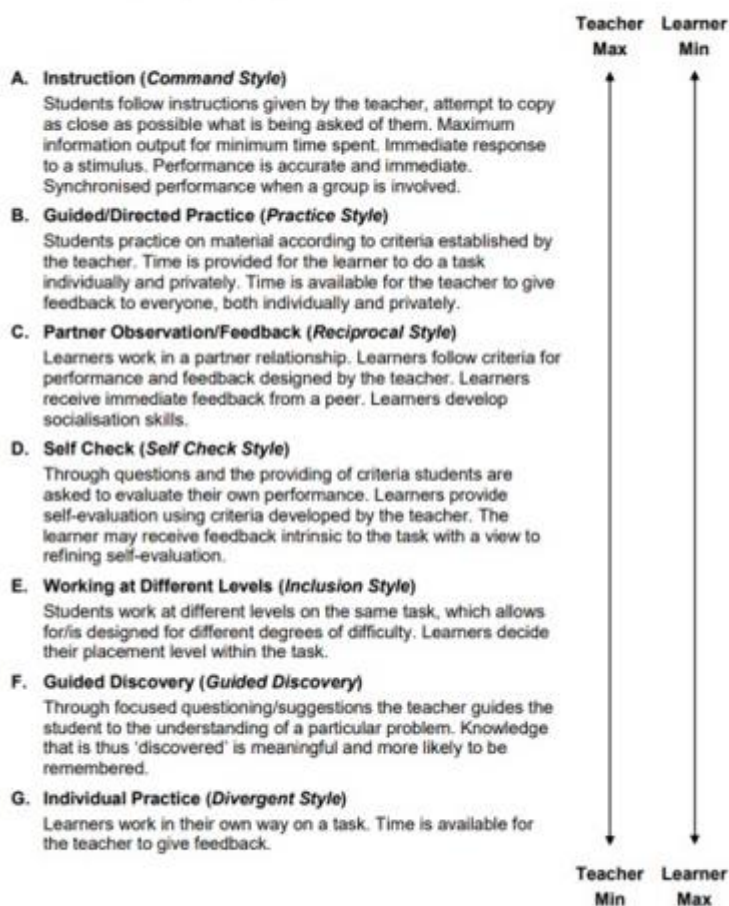 Teacher Learner
Max Min
A. Instruction (Command Style)
Students follow instructions given by the teacher, attempt to copy
as close as possible what is being asked of them. Maximum
information output for minimum time spent. Immediate response
to a stimulus. Performance is accurate and immediate.
Synchronised performance when a group is involved.
B. Guided/Directed Practice (Practice Style)
Students practice on material according to criteria established by
the teacher. Time is provided for the learner to do a task
individually and privately. Time is available for the teacher to give
feedback to everyone, both individually and privately.
C. Partner Observation/Feedback (Reciprocal Style)
Learners work in a partner relationship. Learners follow criteria for
performance and feedback designed by the teacher. Learners
receive immediate feedback from a peer. Learners develop
socialisation skills.
D. Self Check (Self Check Style)
Through questions and the providing of criteria students are
asked to evaluate their own performance. Learners provide
self-evaluation using criteria developed by the teacher. The
learner may receive feedback intrinsic to the task with a view to
refining self-evaluation.
E. Working at Different Levels (Inclusion Style)
Students work at different levels on the same task, which allows
for/is designed for different degrees of difficulty. Learners decide
their placement level within the task.
F. Guided Discovery (Guided Discovery)
Through focused questioning/suggestions the teacher guides the
student to the understanding of a particular problem. Knowledge
that is thus 'discovered' is meaningful and more likely to be
remembered.
G. Individual Practice (Divergent Style)
Learners work in their own way on a task. Time is available for
the teacher to give feedback.
Teacher Learner
Min Max